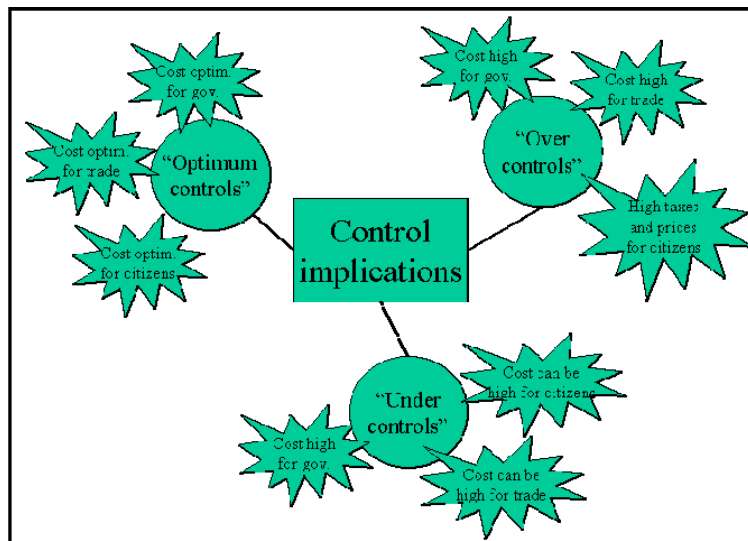 Cost optim.
for gov.
Cost optim.
for trade
"Optimum
controls"
Cost optim.
for citizens
Cost high
for gov.
Cost high
for trade
"Over
controls"
High taxes
and prices
for citizens
Control
implications
"Under
controls"
Cost can be
high for citizens
Cost high
for gov.
Cost can be
high for trade